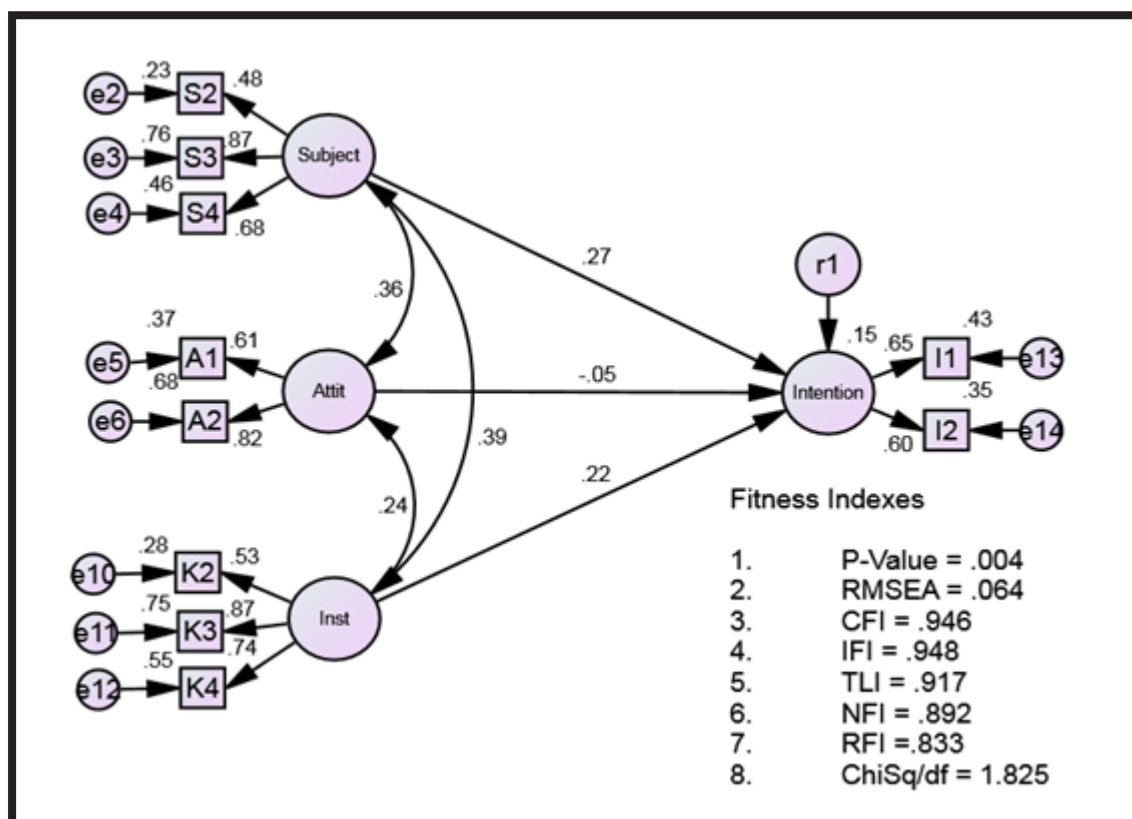 .23
.48
e2
S2
.76
.87
e3
S3
Subject
.46
e4
S4
.68
.27
r1
.36
.37
.61
e5
A1
.15
.65
.43
I1
e13
.68
Attit
-.05
Intention
.35
e6
A2
.82
.60
I2
e14
.39
.22
.24
Fitness Indexes
.28
.53
e10
K2
.75
.87
e11
K3
Inst
.74
.55
e12
K4
1. P-Value = .004
2. RMSEA = .064
3. CFI = .946
4. IFI = .948
5. TLI = .917
6. NFI = .892
7. RFI =.833
8. ChiSq/df = 1.825